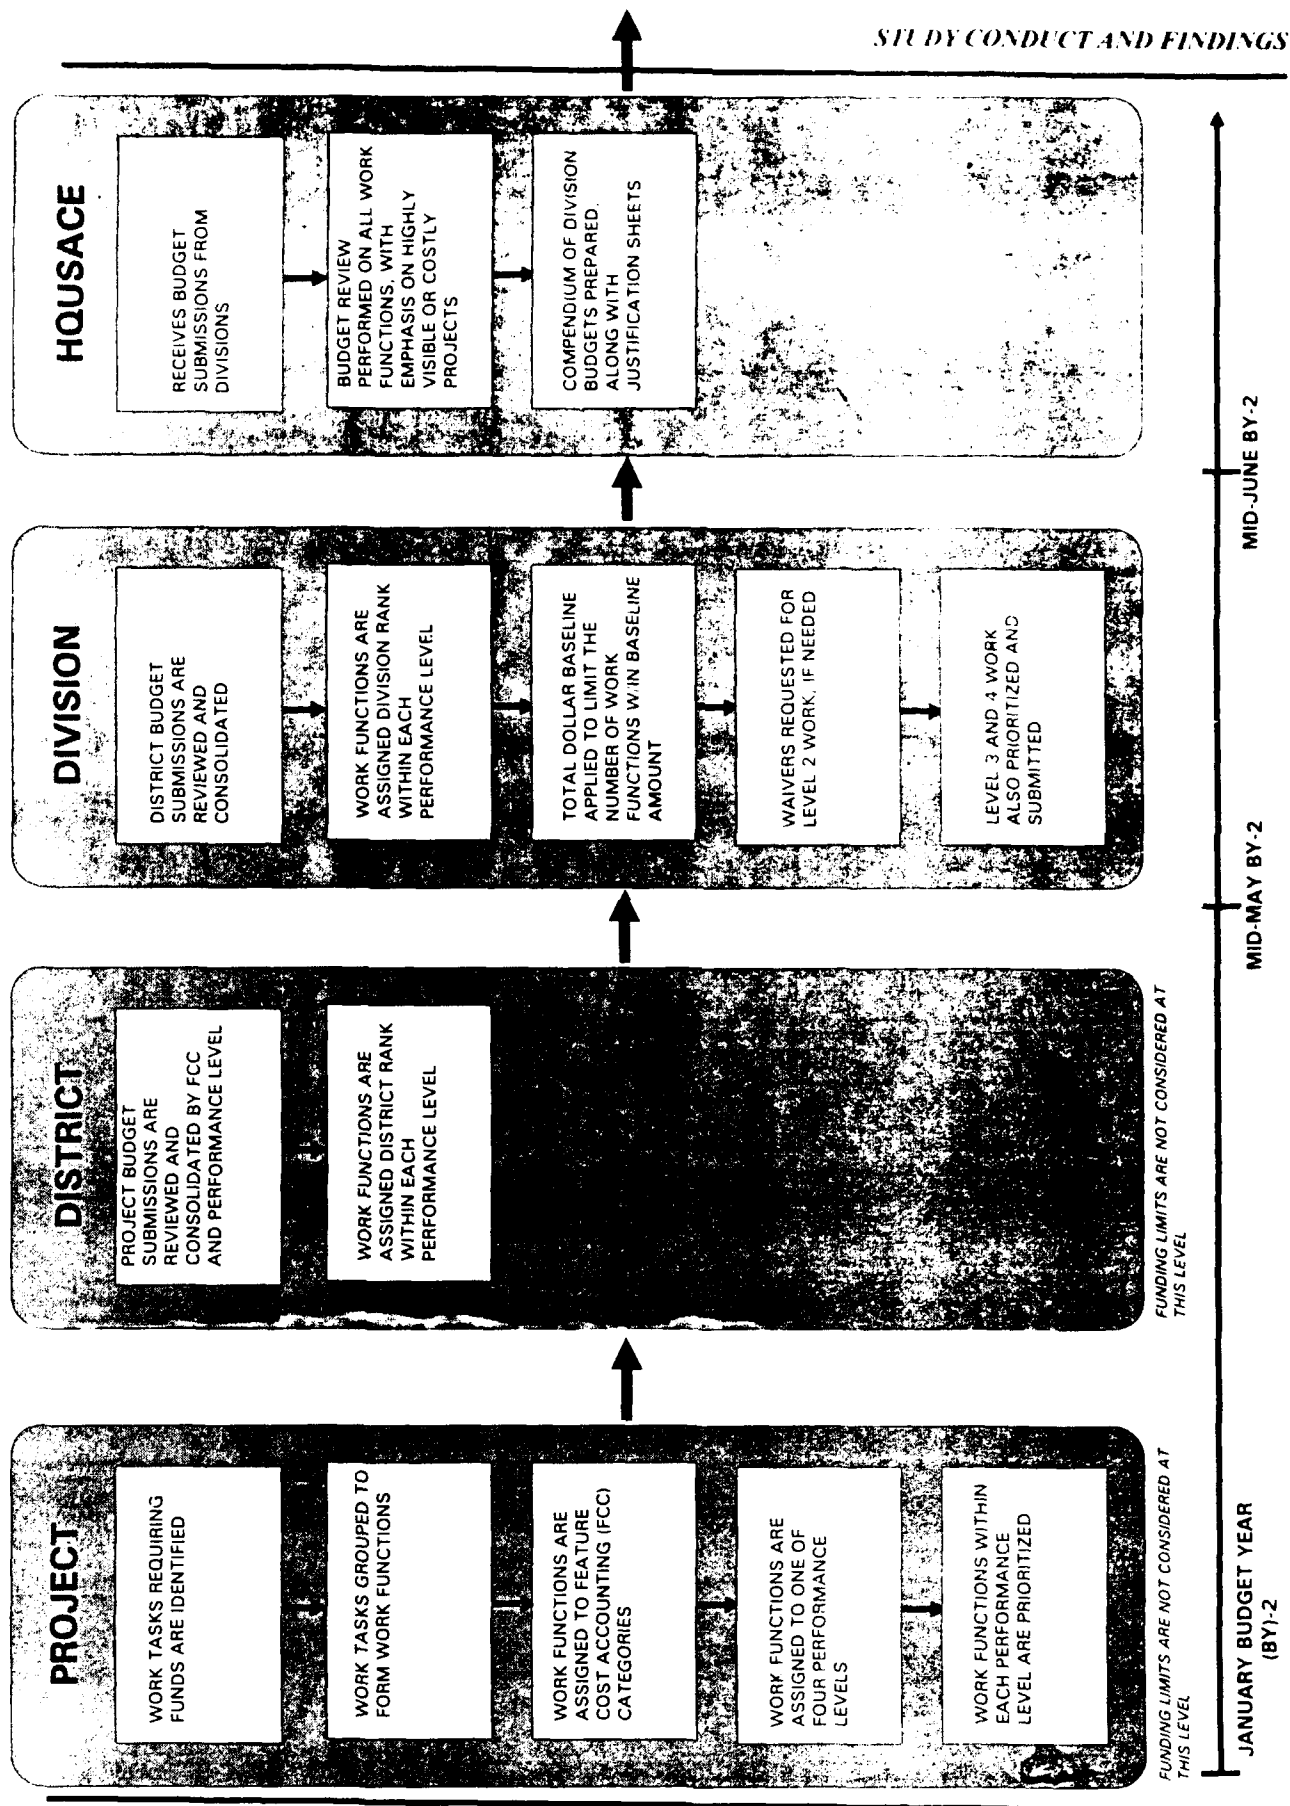 STUDY CONDUCT AND FINDINGS
PROJECT
WORK TASKS REQUIRING
FUNDS ARE IDENTIFIED
WORK TASKS GROUPED TO
FORM WORK FUNCTIONS
WORK FUNCTIONS ARE
ASSIGNED TO FEATURE
COST ACCOUNTING (FCC)
CATEGORIES
WORK FUNCTIONS ARE
ASSIGNED TO ONE OF
FOUR PERFORMANCE
LEVELS
WORK FUNCTIONS WITHIN
EACH PERFORMANCE
LEVEL ARE PRIORITIZED
FUNDING LIMITS ARE NOT CONSIDERED AT
THIS LEVEL
DISTRICT
PROJECT BUDGET
SUBMISSIONS ARE
REVIEWED AND
CONSOLIDATED BY FCC
AND PERFORMANCE LEVEL
WORK FUNCTIONS ARE
ASSIGNED DISTRICT RANK
WITHIN EACH
PERFORMANCE LEVEL
FUNDING LIMITS ARE NOT CONSIDERED AT
THIS LEVEL
DIVISION
DISTRICT BUDGET
SUBMISSIONS ARE
REVIEWED AND
CONSOLIDATED
WORK FUNCTIONS ARE
ASSIGNED DIVISION RANK
WITHIN EACH
PERFORMANCE LEVEL
TOTAL DOLLAR BASELINE
APPLIED TO LIMIT THE
NUMBER OF WORK
FUNCTIONS W/IN BASELINE
AMOUNT
WAIVERS REQUESTED FOR
LEVEL 2 WORK, IF NEEDED
LEVEL 3 AND 4 WORK
ALSO PRIORITIZED AND
SUBMITTED
HQUSACE
RECEIVES BUDGET
SUBMISSIONS FROM
DIVISIONS
BUDGET REVIEW
PERFORMED ON ALL WORK
FUNCTIONS, WITH
EMPHASIS ON HIGHLY
VISIBLE OR COSTLY
PROJECTS
COMPENDIUM OF DIVISION
BUDGETS PREPARED,
ALONG WITH
JUSTIFICATION SHEETS
JANUARY BUDGET YEAR
(BY)-2
MID-MAY BY-2
MID-JUNE BY-2